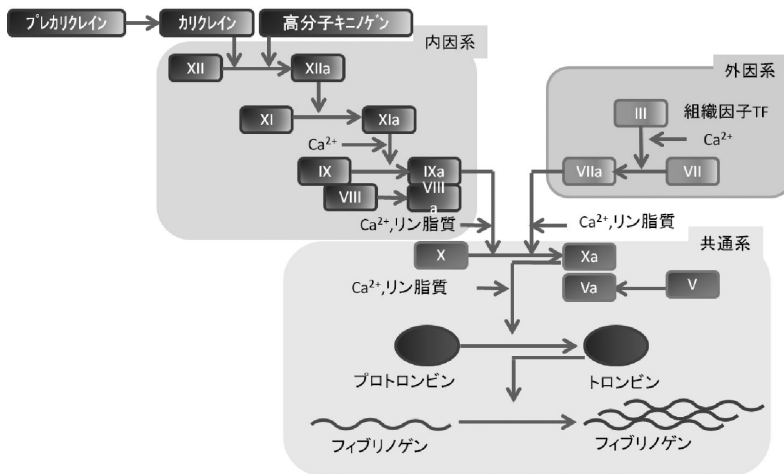 プレカリクレイン
カリクレイン
高分子キニノゲン
内因系
XII
XIIa
XI
XIa
Ca²⁺
IX
IXa
VIII
VIII
a
Ca²⁺,リン脂質
外因系
III
組織因子TF
Ca²⁺
VIIa
VII
Ca²⁺,リン脂質
共通系
X
Xa
Ca²⁺,リン脂質
Va
V
プロトロンビン
トロンビン
フィブリノゲン
フィブリノゲン